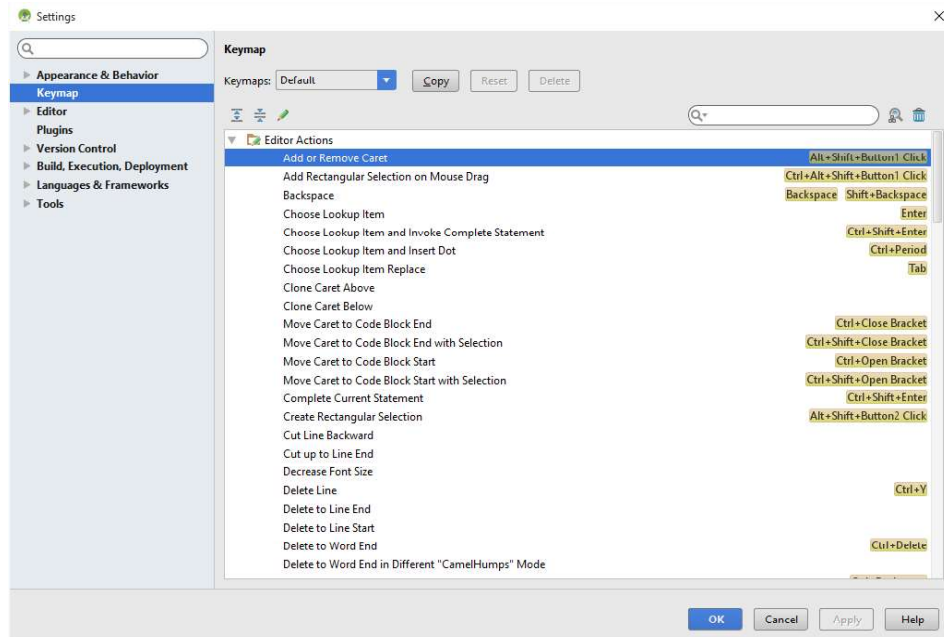 Settings
Keymap
Appearance & Behavior
Keymap
Editor
Plugins
Version Control
Build, Execution, Deployment
Languages & Frameworks
Tools
Keymaps: Default Copy Reset Delete
Editor Actions
Add or Remove Caret Alt+Shift+Button1 Click
Add Rectangular Selection on Mouse Drag Ctrl+Alt+Shift+Button1 Click
Backspace Backspace Shift+Backspace
Choose Lookup Item Enter
Choose Lookup Item and Invoke Complete Statement Ctrl+Shift+Enter
Choose Lookup Item and Insert Dot Ctrl+Period
Choose Lookup Item Replace Tab
Clone Caret Above
Clone Caret Below
Move Caret to Code Block End Ctrl+Close Bracket
Move Caret to Code Block End with Selection Ctrl+Shift+Close Bracket
Move Caret to Code Block Start Ctrl+Open Bracket
Move Caret to Code Block Start with Selection Ctrl+Shift+Open Bracket
Complete Current Statement Ctrl+Shift+Enter
Create Rectangular Selection Alt+Shift+Button2 Click
Cut Line Backward
Cut up to Line End
Decrease Font Size
Delete Line Ctrl+Y
Delete to Line End
Delete to Line Start
Delete to Word End Ctrl+Delete
Delete to Word End in Different "CamelHumps" Mode
OK Cancel Apply Help